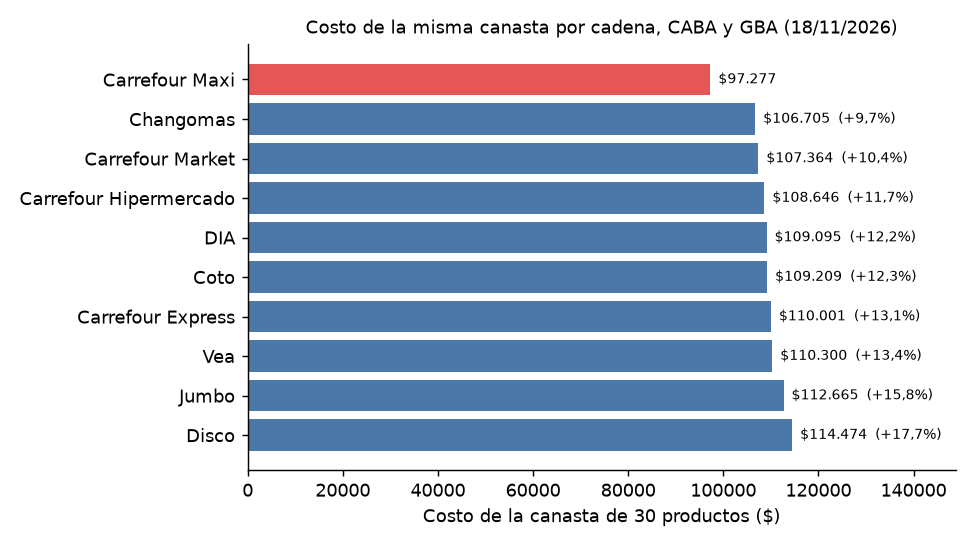 Costo de la misma canasta por cadena, CABA y GBA (18/11/2026)
Carrefour Maxi $97.277
Changomas $106.705 (+9,7%)
Carrefour Market $107.364 (+10,4%)
Carrefour Hipermercado $108.646 (+11,7%)
DIA $109.095 (+12,2%)
Coto $109.209 (+12,3%)
Carrefour Express $110.001 (+13,1%)
Vea $110.300 (+13,4%)
Jumbo $112.665 (+15,8%)
Disco $114.474 (+17,7%)
0 20000 40000 60000 80000 100000 120000 140000
Costo de la canasta de 30 productos ($)